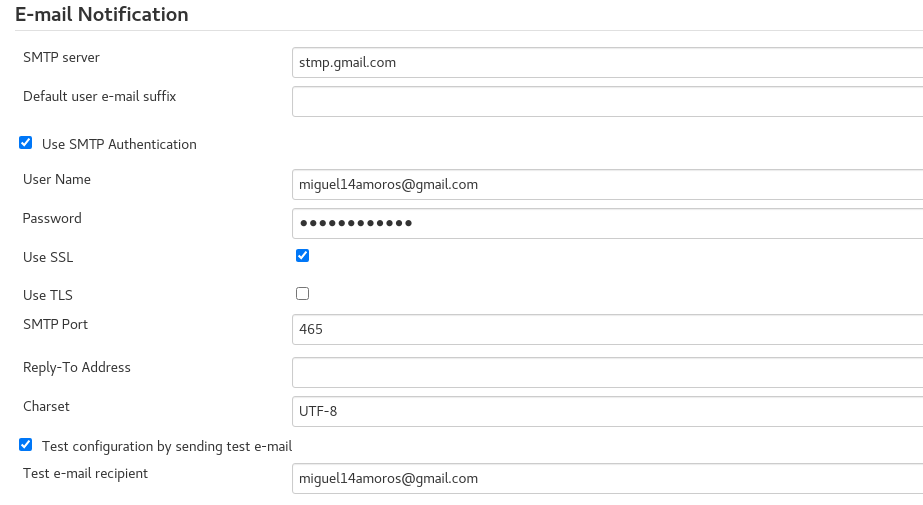 E-mail Notification
SMTP server
stmp.gmail.com
Default user e-mail suffix
Use SMTP Authentication
User Name
miguel14amoros@gmail.com
Password
●●●●●●●●●●●●
Use SSL
Use TLS
SMTP Port
465
Reply-To Address
Charset
UTF-8
Test configuration by sending test e-mail
Test e-mail recipient
miguel14amoros@gmail.com